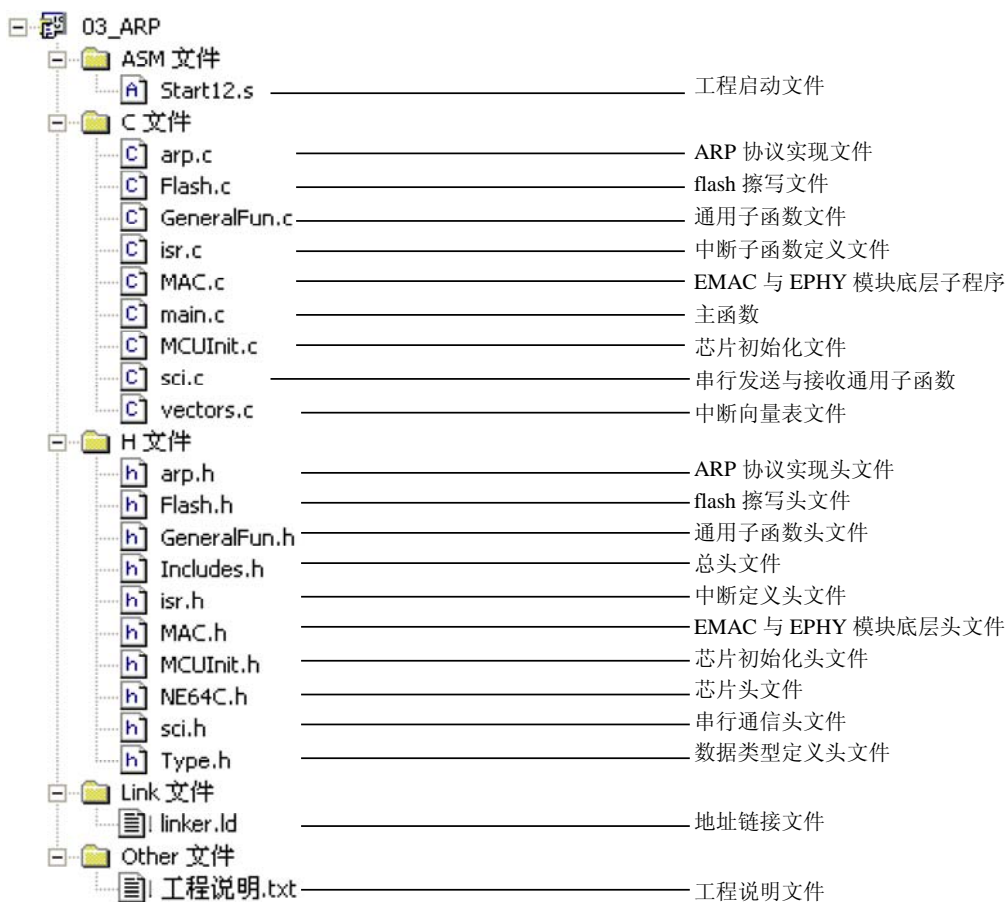 03_ARP
ASM 文件
Start12.s 工程启动文件
C 文件
arp.c ARP 协议实现文件
Flash.c flash 擦写文件
GeneralFun.c 通用子函数文件
isr.c 中断子函数定义文件
MAC.c EMAC 与 EPHY 模块底层子程序
main.c 主函数
MCUInit.c 芯片初始化文件
sci.c 串行发送与接收通用子函数
vectors.c 中断向量表文件
H 文件
arp.h ARP 协议实现头文件
Flash.h flash 擦写头文件
GeneralFun.h 通用子函数头文件
Includes.h 总头文件
isr.h 中断定义头文件
MAC.h EMAC 与 EPHY 模块底层头文件
MCUInit.h 芯片初始化头文件
NE64C.h 芯片头文件
sci.h 串行通信头文件
Type.h 数据类型定义头文件
Link 文件
linker.ld 地址链接文件
Other 文件
工程说明.txt 工程说明文件